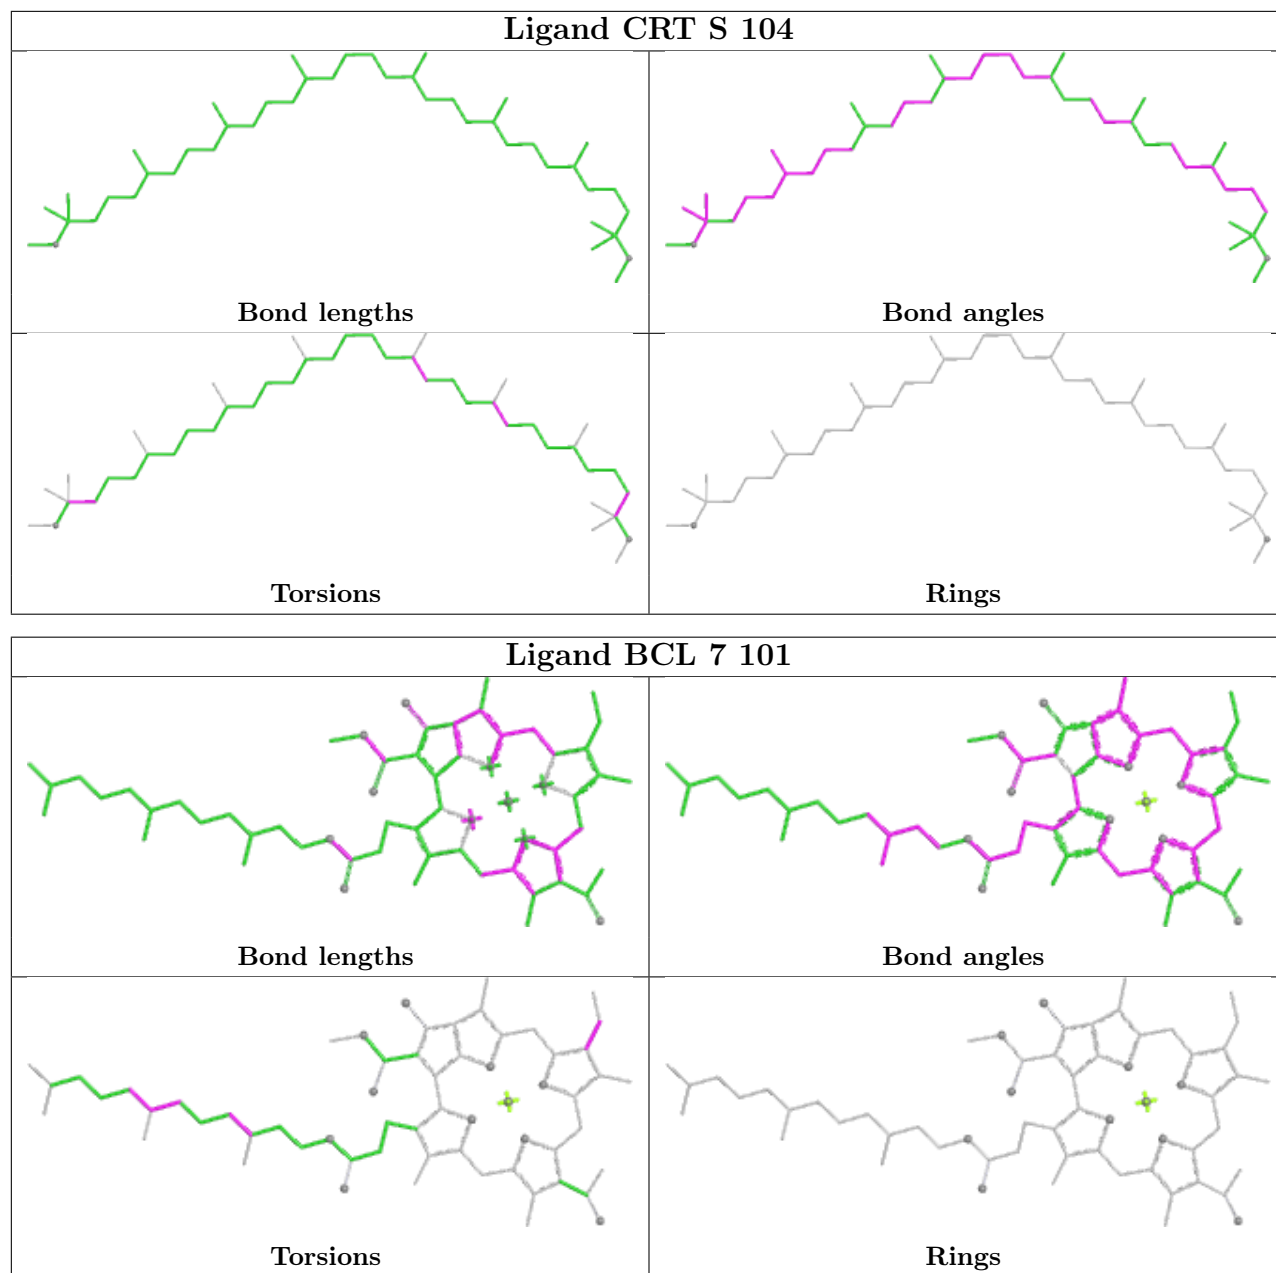 Ligand CRT S 104
Bond lengths
Bond angles
Torsions
Rings
Ligand BCL 7 101
Bond lengths
Bond angles
Torsions
Rings